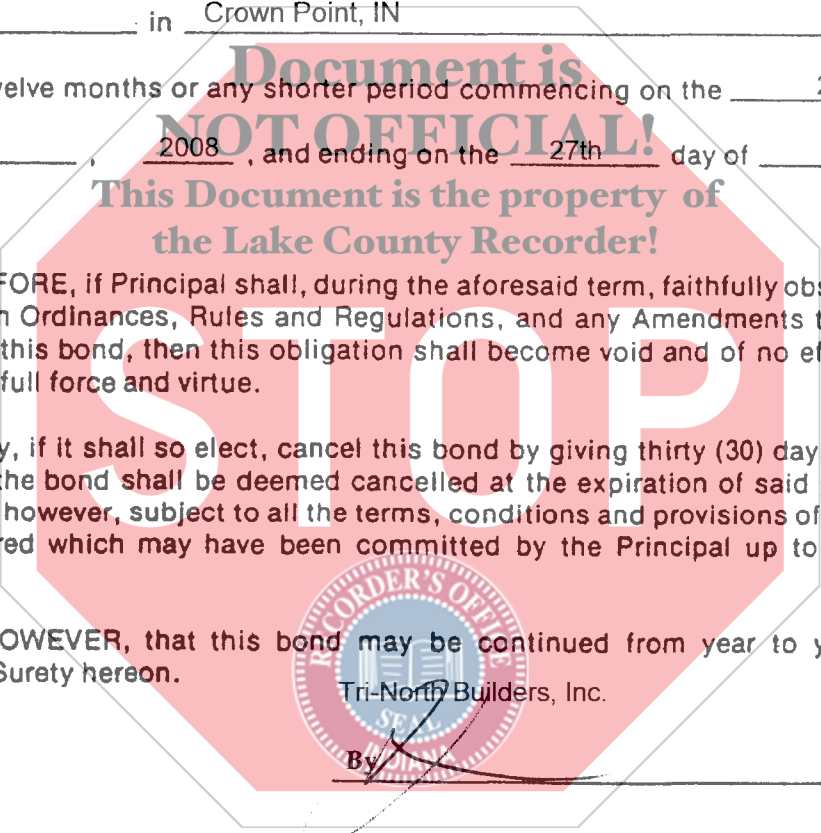 in Crown Point, IN
Document is
velve months or any shorter period commencing on the 2
NOT OFFICIAL!
, 2008 , and ending on the 27th day of
This Document is the property of
the Lake County Recorder!
FORE, if Principal shall, during the aforesaid term, faithfully obs
n Ordinances, Rules and Regulations, and any Amendments t
this bond, then this obligation shall become void and of no ef
full force and virtue.
STOP
y, if it shall so elect, cancel this bond by giving thirty (30) day
the bond shall be deemed cancelled at the expiration of said
however, subject to all the terms, conditions and provisions of
red which may have been committed by the Principal up to
RECORDER'S OFFICE
OWEVER, that this bond may be continued from year to y
Surety hereon.
Tri-North Builders, Inc.
SEAL
INDIANA
By